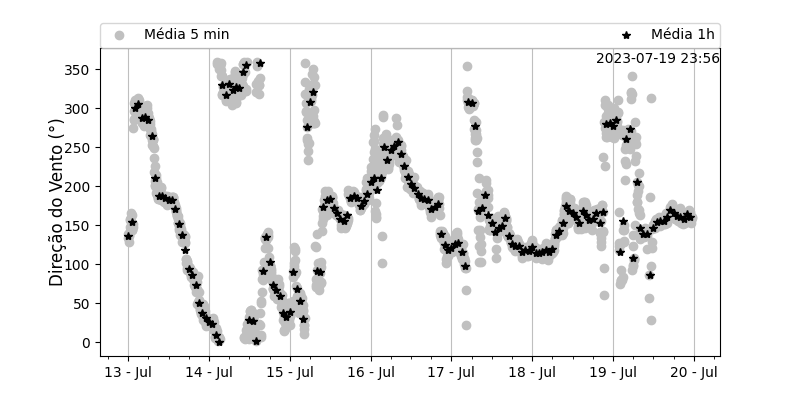 Média 5 min
Média 1h
2023-07-19 23:56
Direção do Vento (°)
350
300
250
200
150
100
50
0
13 - Jul
14 - Jul
15 - Jul
16 - Jul
17 - Jul
18 - Jul
19 - Jul
20 - Jul